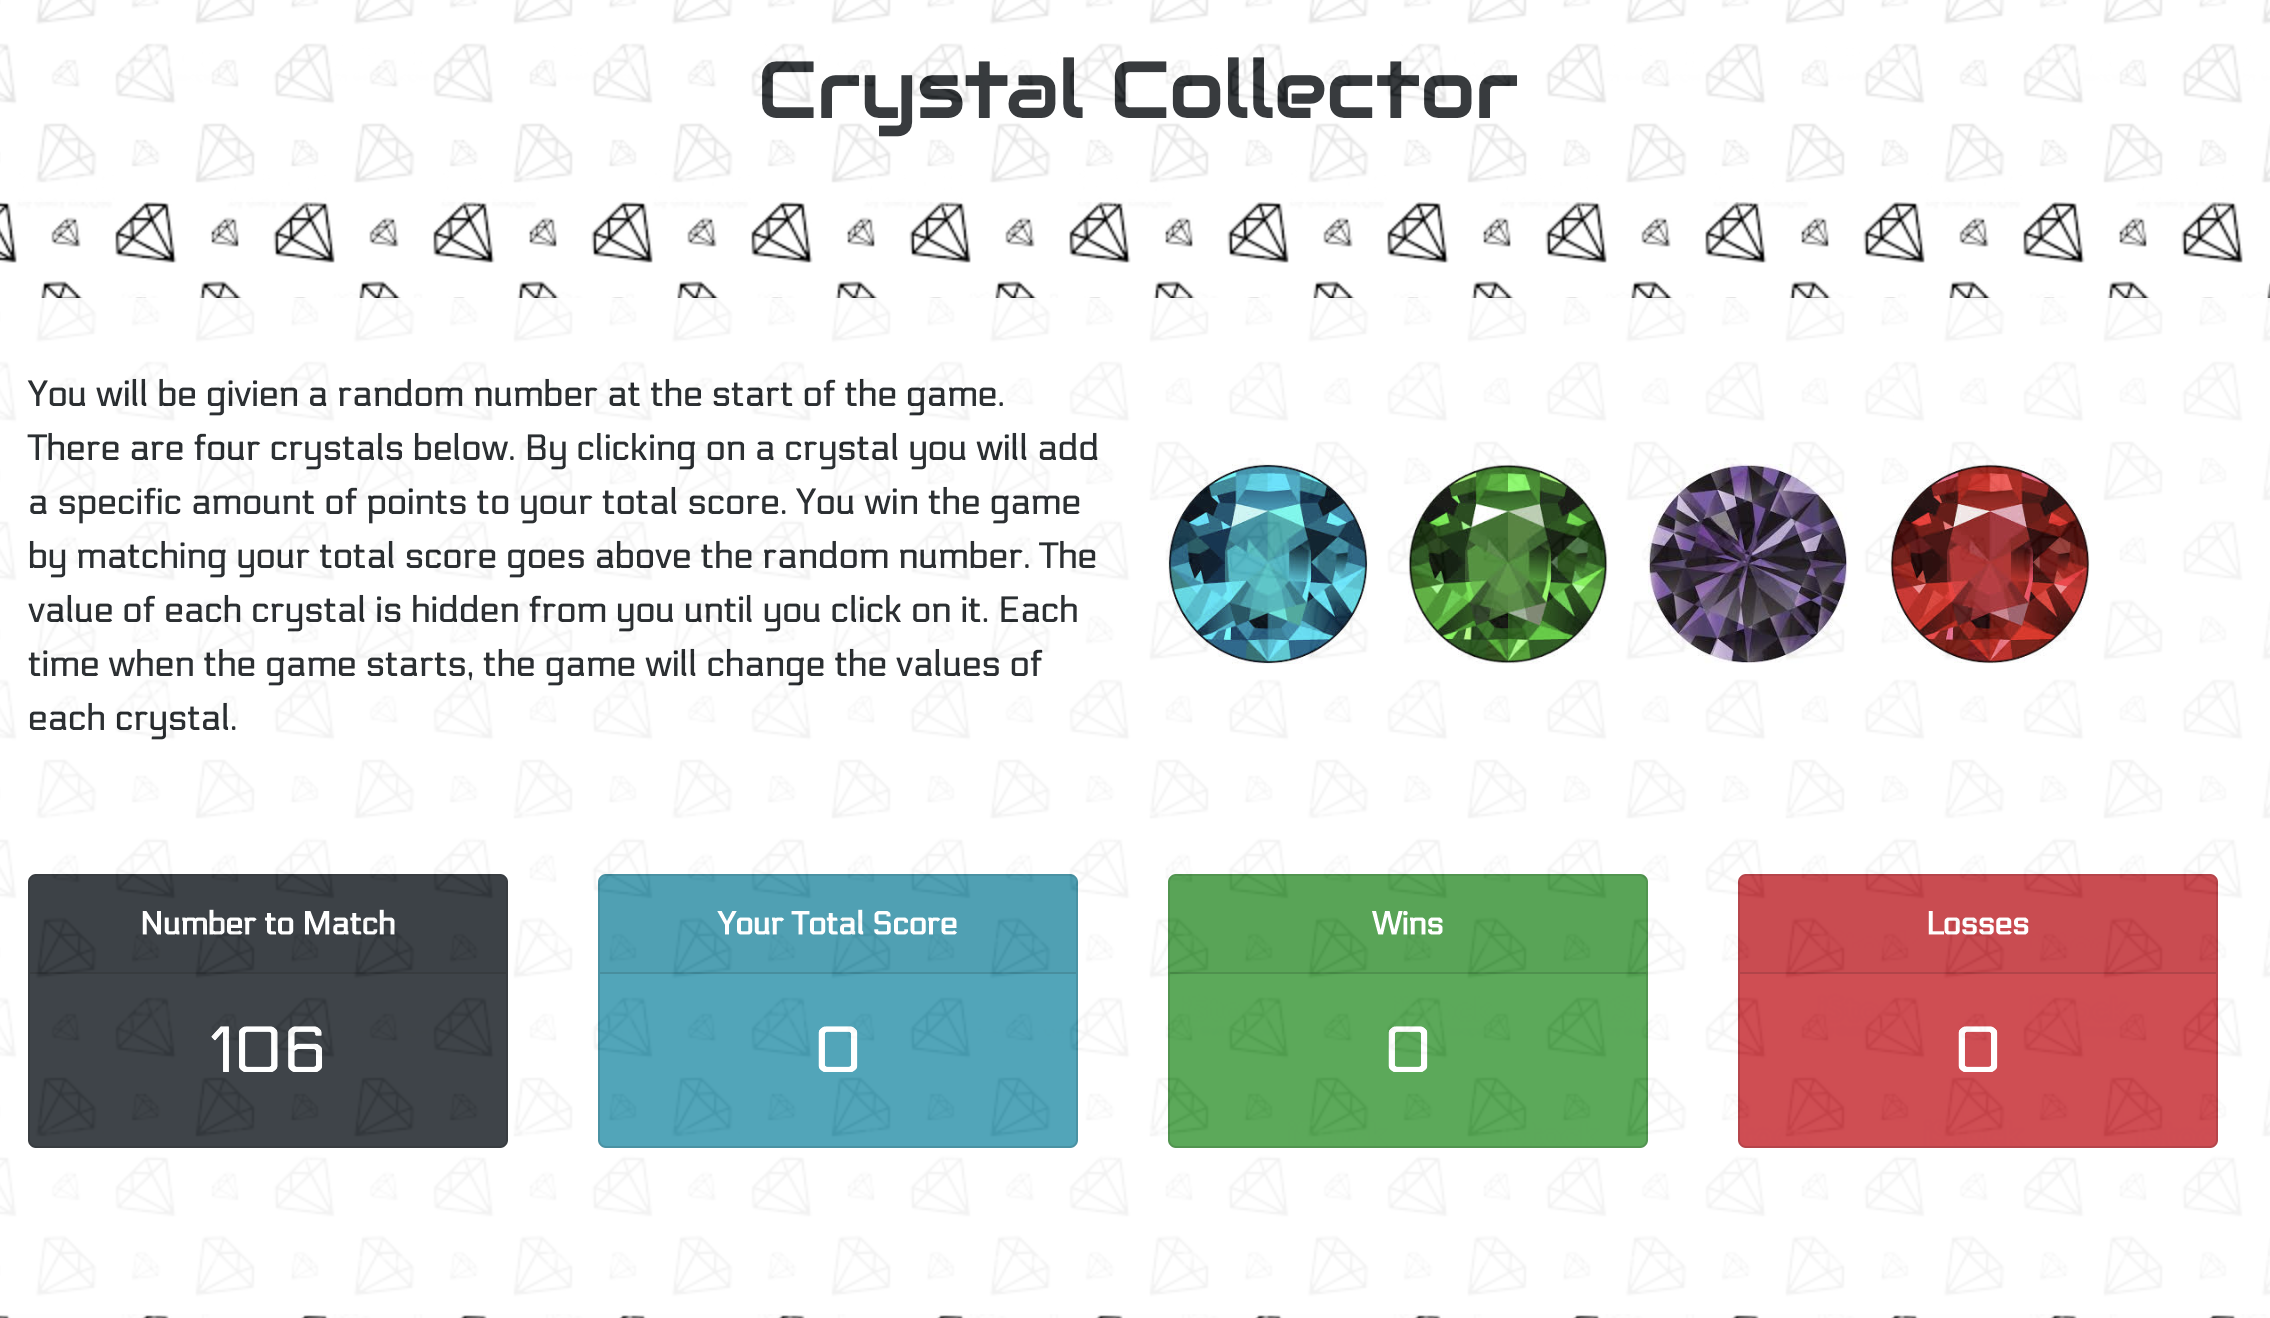 Crystal Collector
You will be givien a random number at the start of the game.
There are four crystals below. By clicking on a crystal you will add
a specific amount of points to your total score. You win the game
by matching your total score goes above the random number. The
value of each crystal is hidden from you until you click on it. Each
time when the game starts, the game will change the values of
each crystal.
Number to Match
106
Your Total Score
0
Wins
0
Losses
0